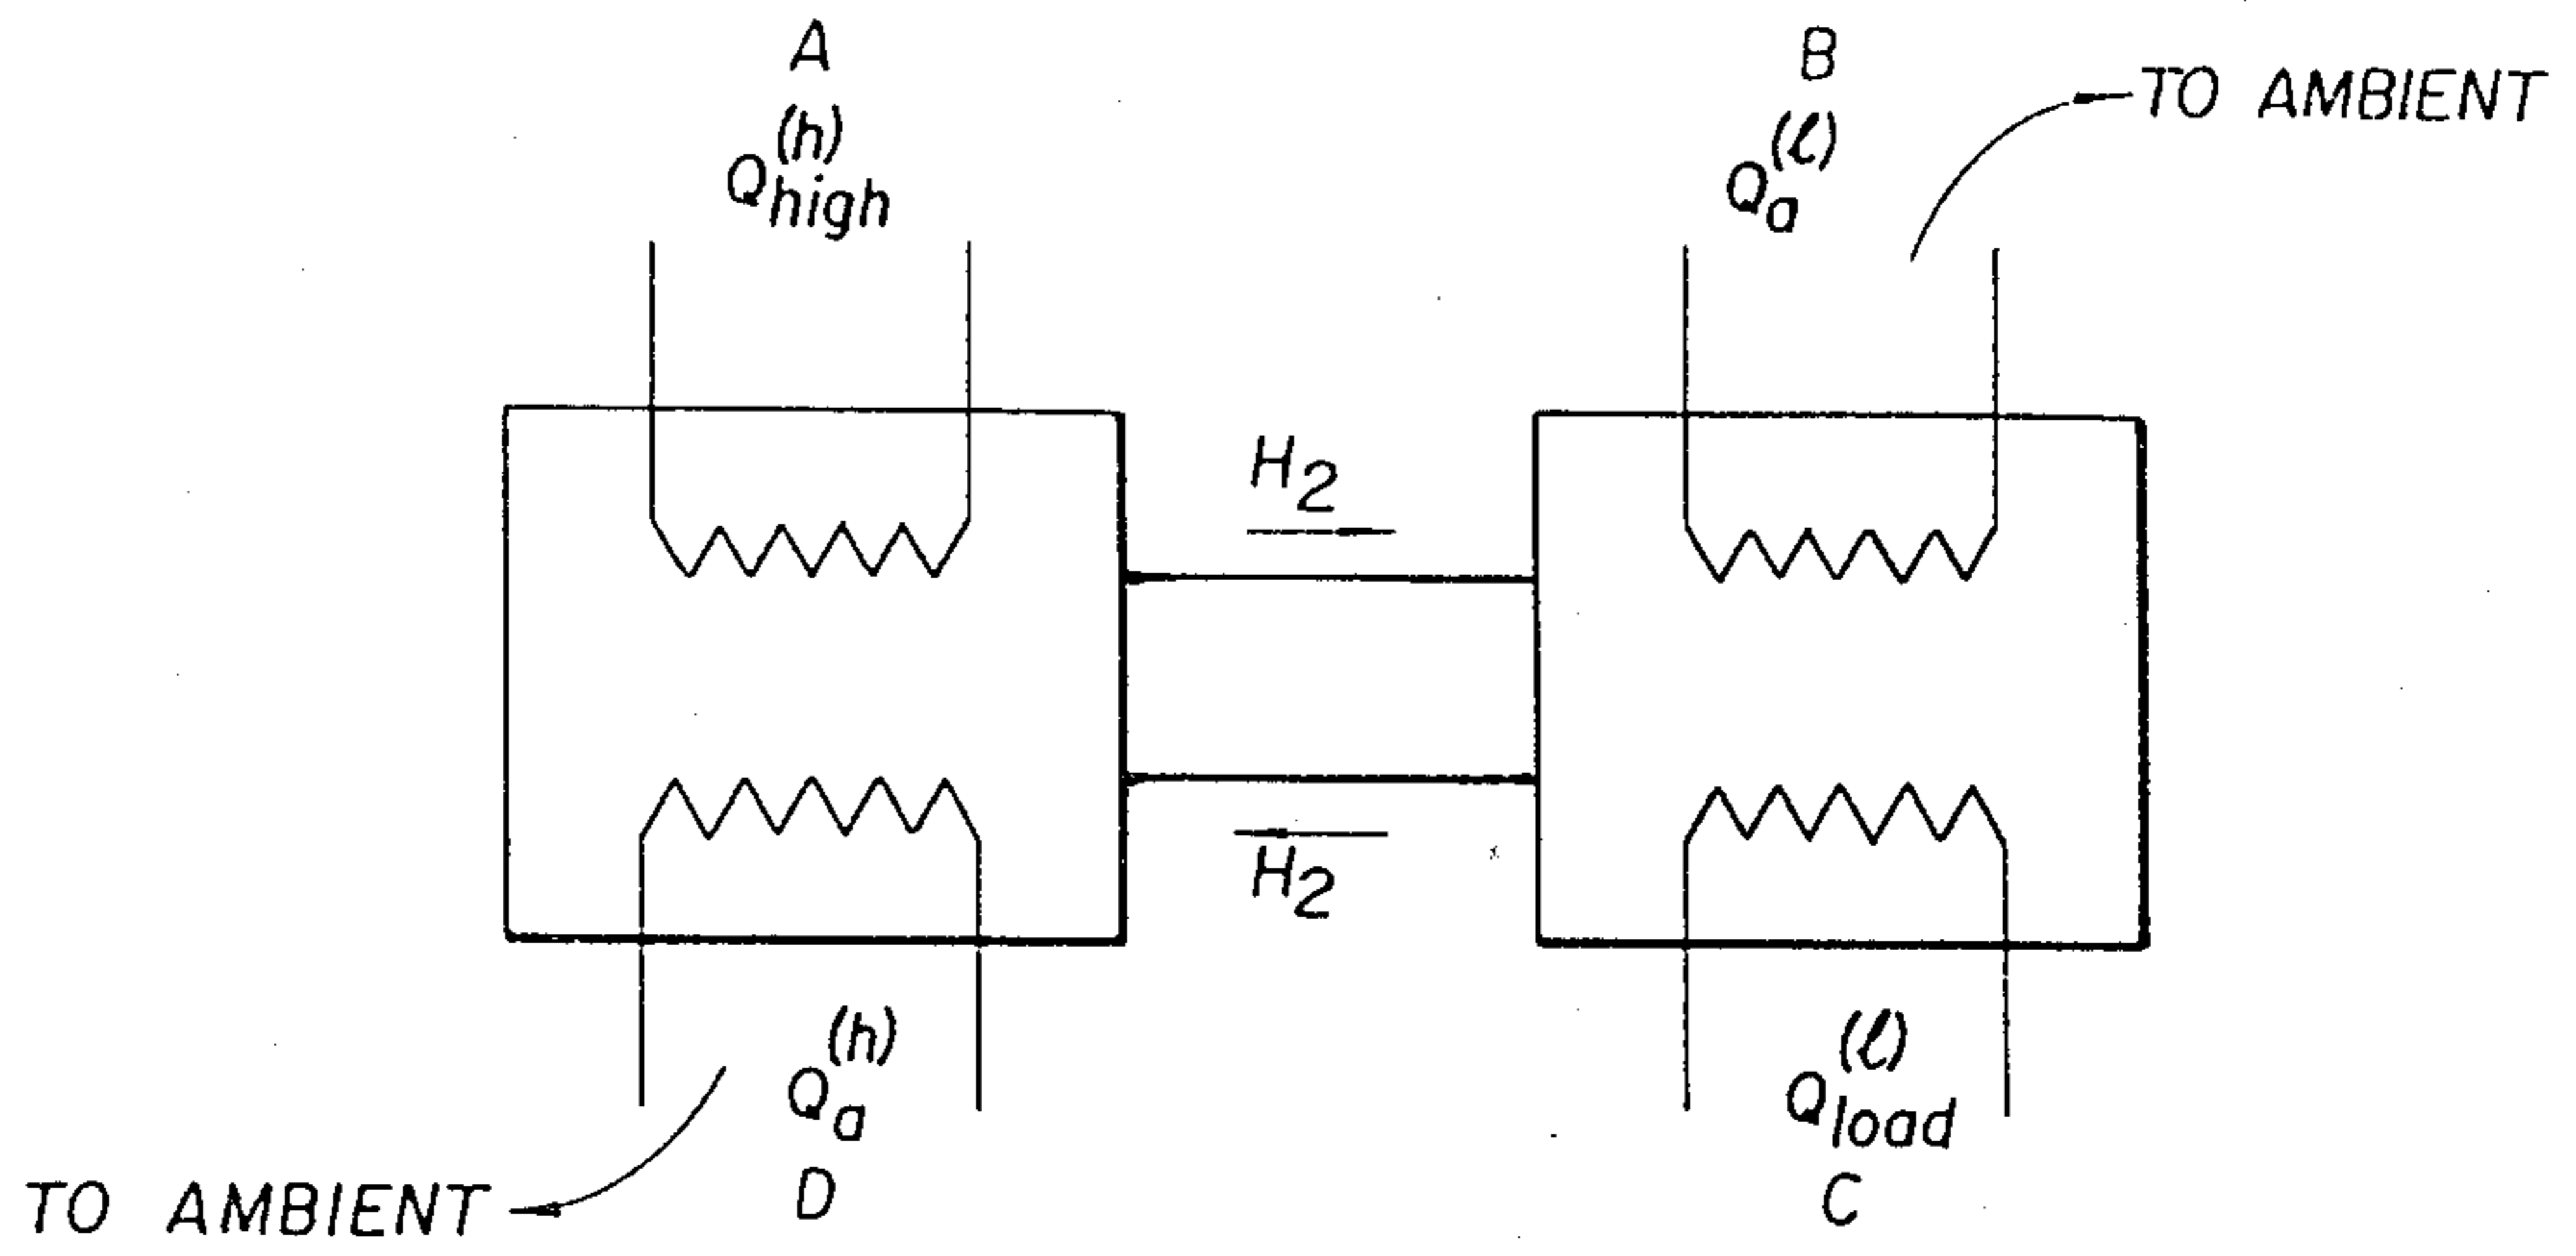 A
Q(h)high
B
Q(ℓ)a
TO AMBIENT
H2
H2
Q(h)a
D
TO AMBIENT
Q(ℓ)load
C